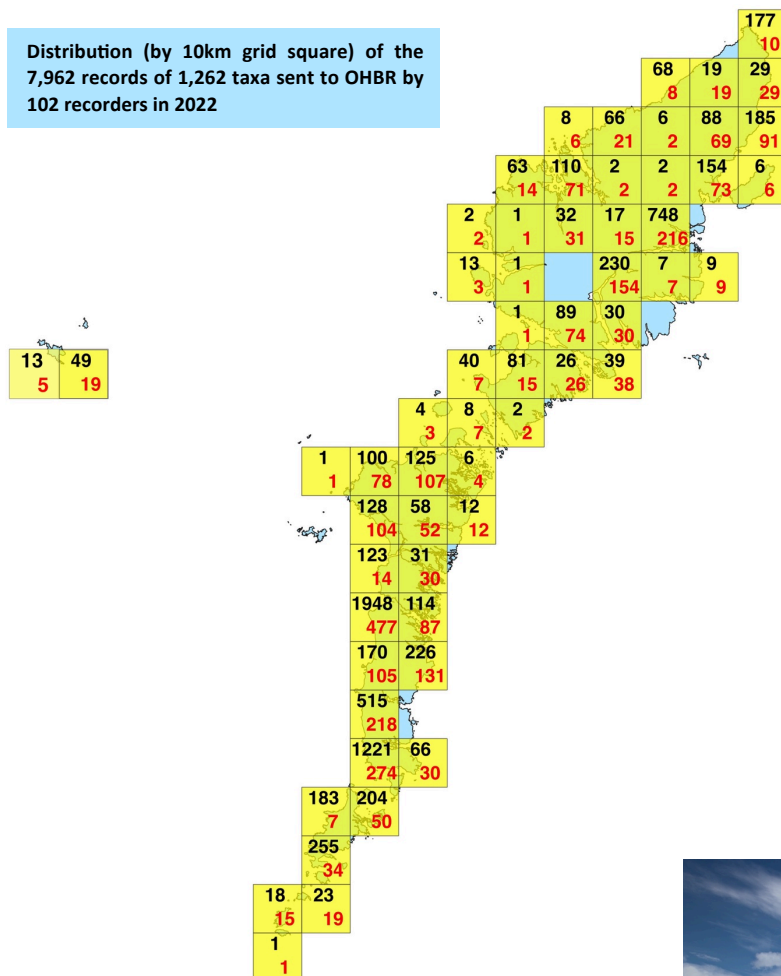 Distribution (by 10km grid square) of the
7,962 records of 1,262 taxa sent to OHBR by
102 recorders in 2022
177
10
68 19 29
8 19 29
8 66 6 88 185
6 21 2 69 91
63 110 2 2 154 6
14 71 2 2 73 6
2 1 32 17 748
2 1 31 15 216
13 1 230 7 9
3 1 154 7 9
1 89 30
1 74 30
13 49 40 81 26 39
5 19 7 15 26 38
4 8 2
3 7 2
1 100 125 6
1 78 107 4
128 58 12
104 52 12
123 31
14 30
1948 114
477 87
170 226
105 131
515
218
1221 66
274 30
183 204
7 50
255
34
18 23
15 19
1
1